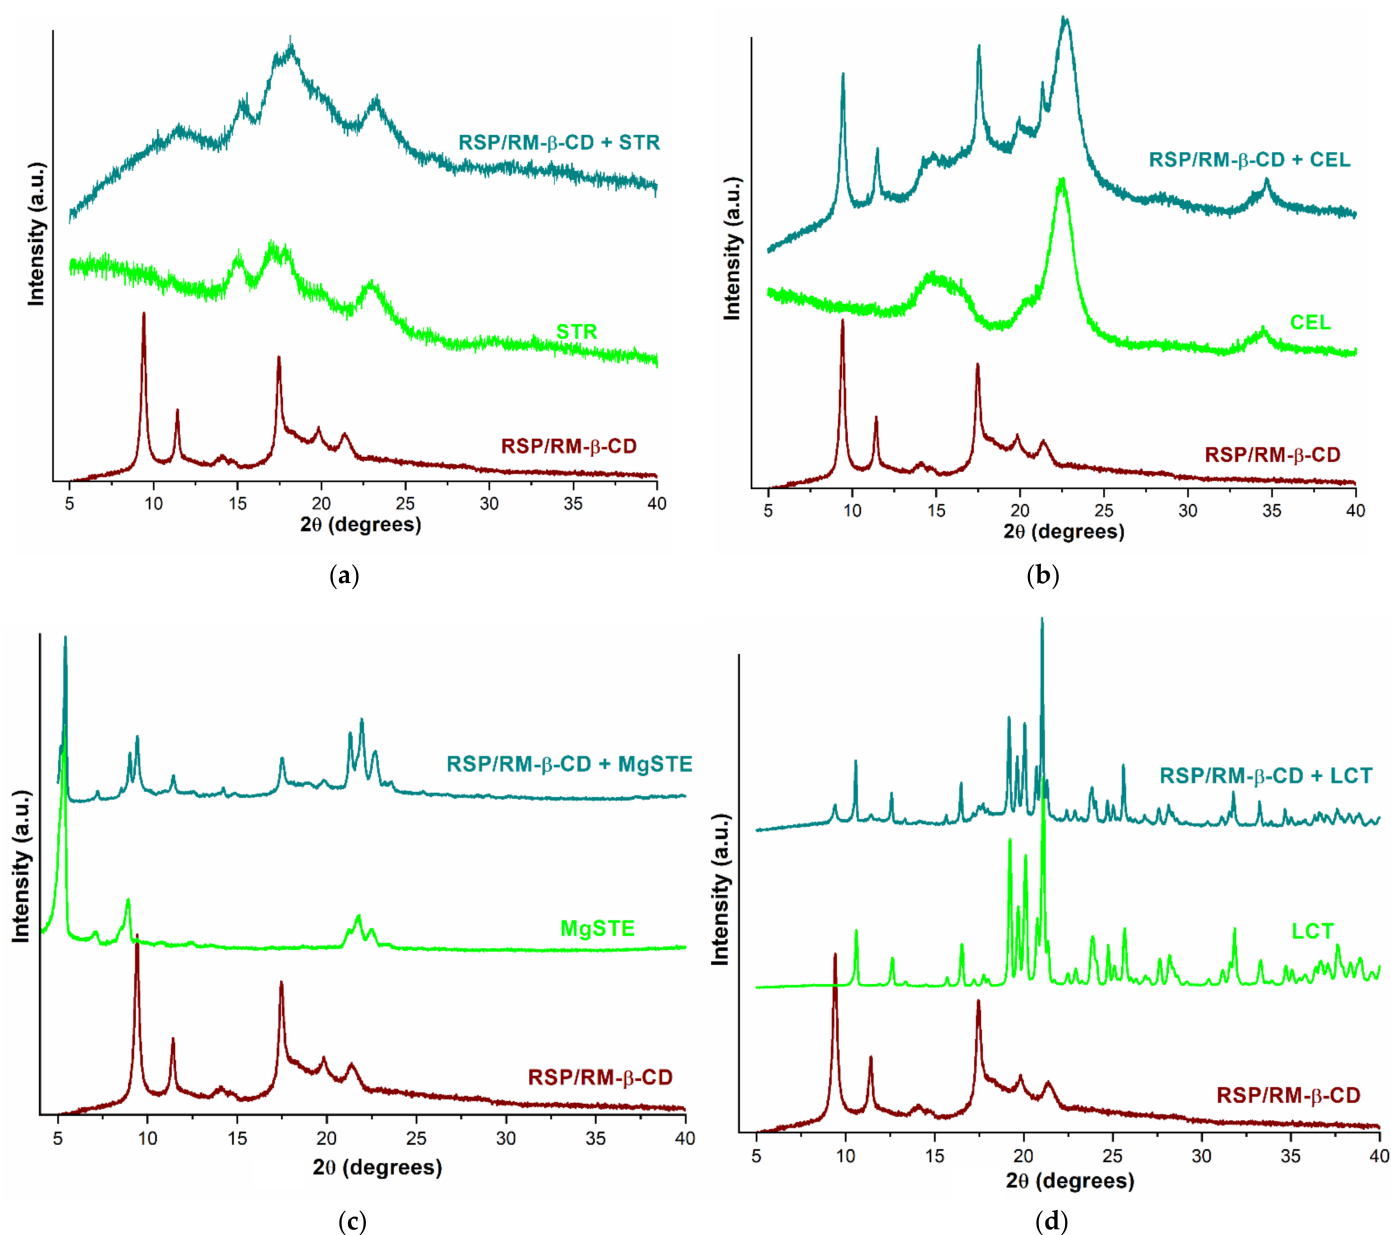 Intensity (a.u.)
RSP/RM-β-CD + STR
STR
RSP/RM-β-CD
5 10 15 20 25 30 35 40
2θ (degrees)
(a)
Intensity (a.u.)
RSP/RM-β-CD + CEL
CEL
RSP/RM-β-CD
5 10 15 20 25 30 35 40
2θ (degrees)
(b)
Intensity (a.u.)
RSP/RM-β-CD + MgSTE
MgSTE
RSP/RM-β-CD
5 10 15 20 25 30 35 40
2θ (degrees)
(c)
Intensity (a.u.)
RSP/RM-β-CD + LCT
LCT
RSP/RM-β-CD
5 10 15 20 25 30 35 40
2θ (degrees)
(d)